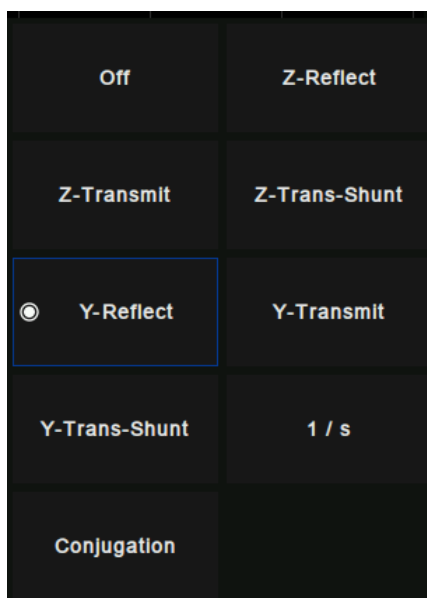 Off
Z-Reflect
Z-Transmit
Z-Trans-Shunt
Y-Reflect
Y-Transmit
Y-Trans-Shunt
1 / s
Conjugation